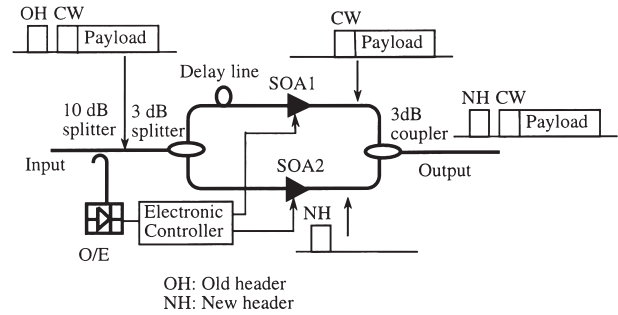 OH CW
Payload
CW
Payload
Delay line
SOA1
10 dB
splitter
3 dB
splitter
3dB
coupler
NH CW
Payload
Input
SOA2
Output
Electronic
Controller
NH
O/E
OH: Old header
NH: New header